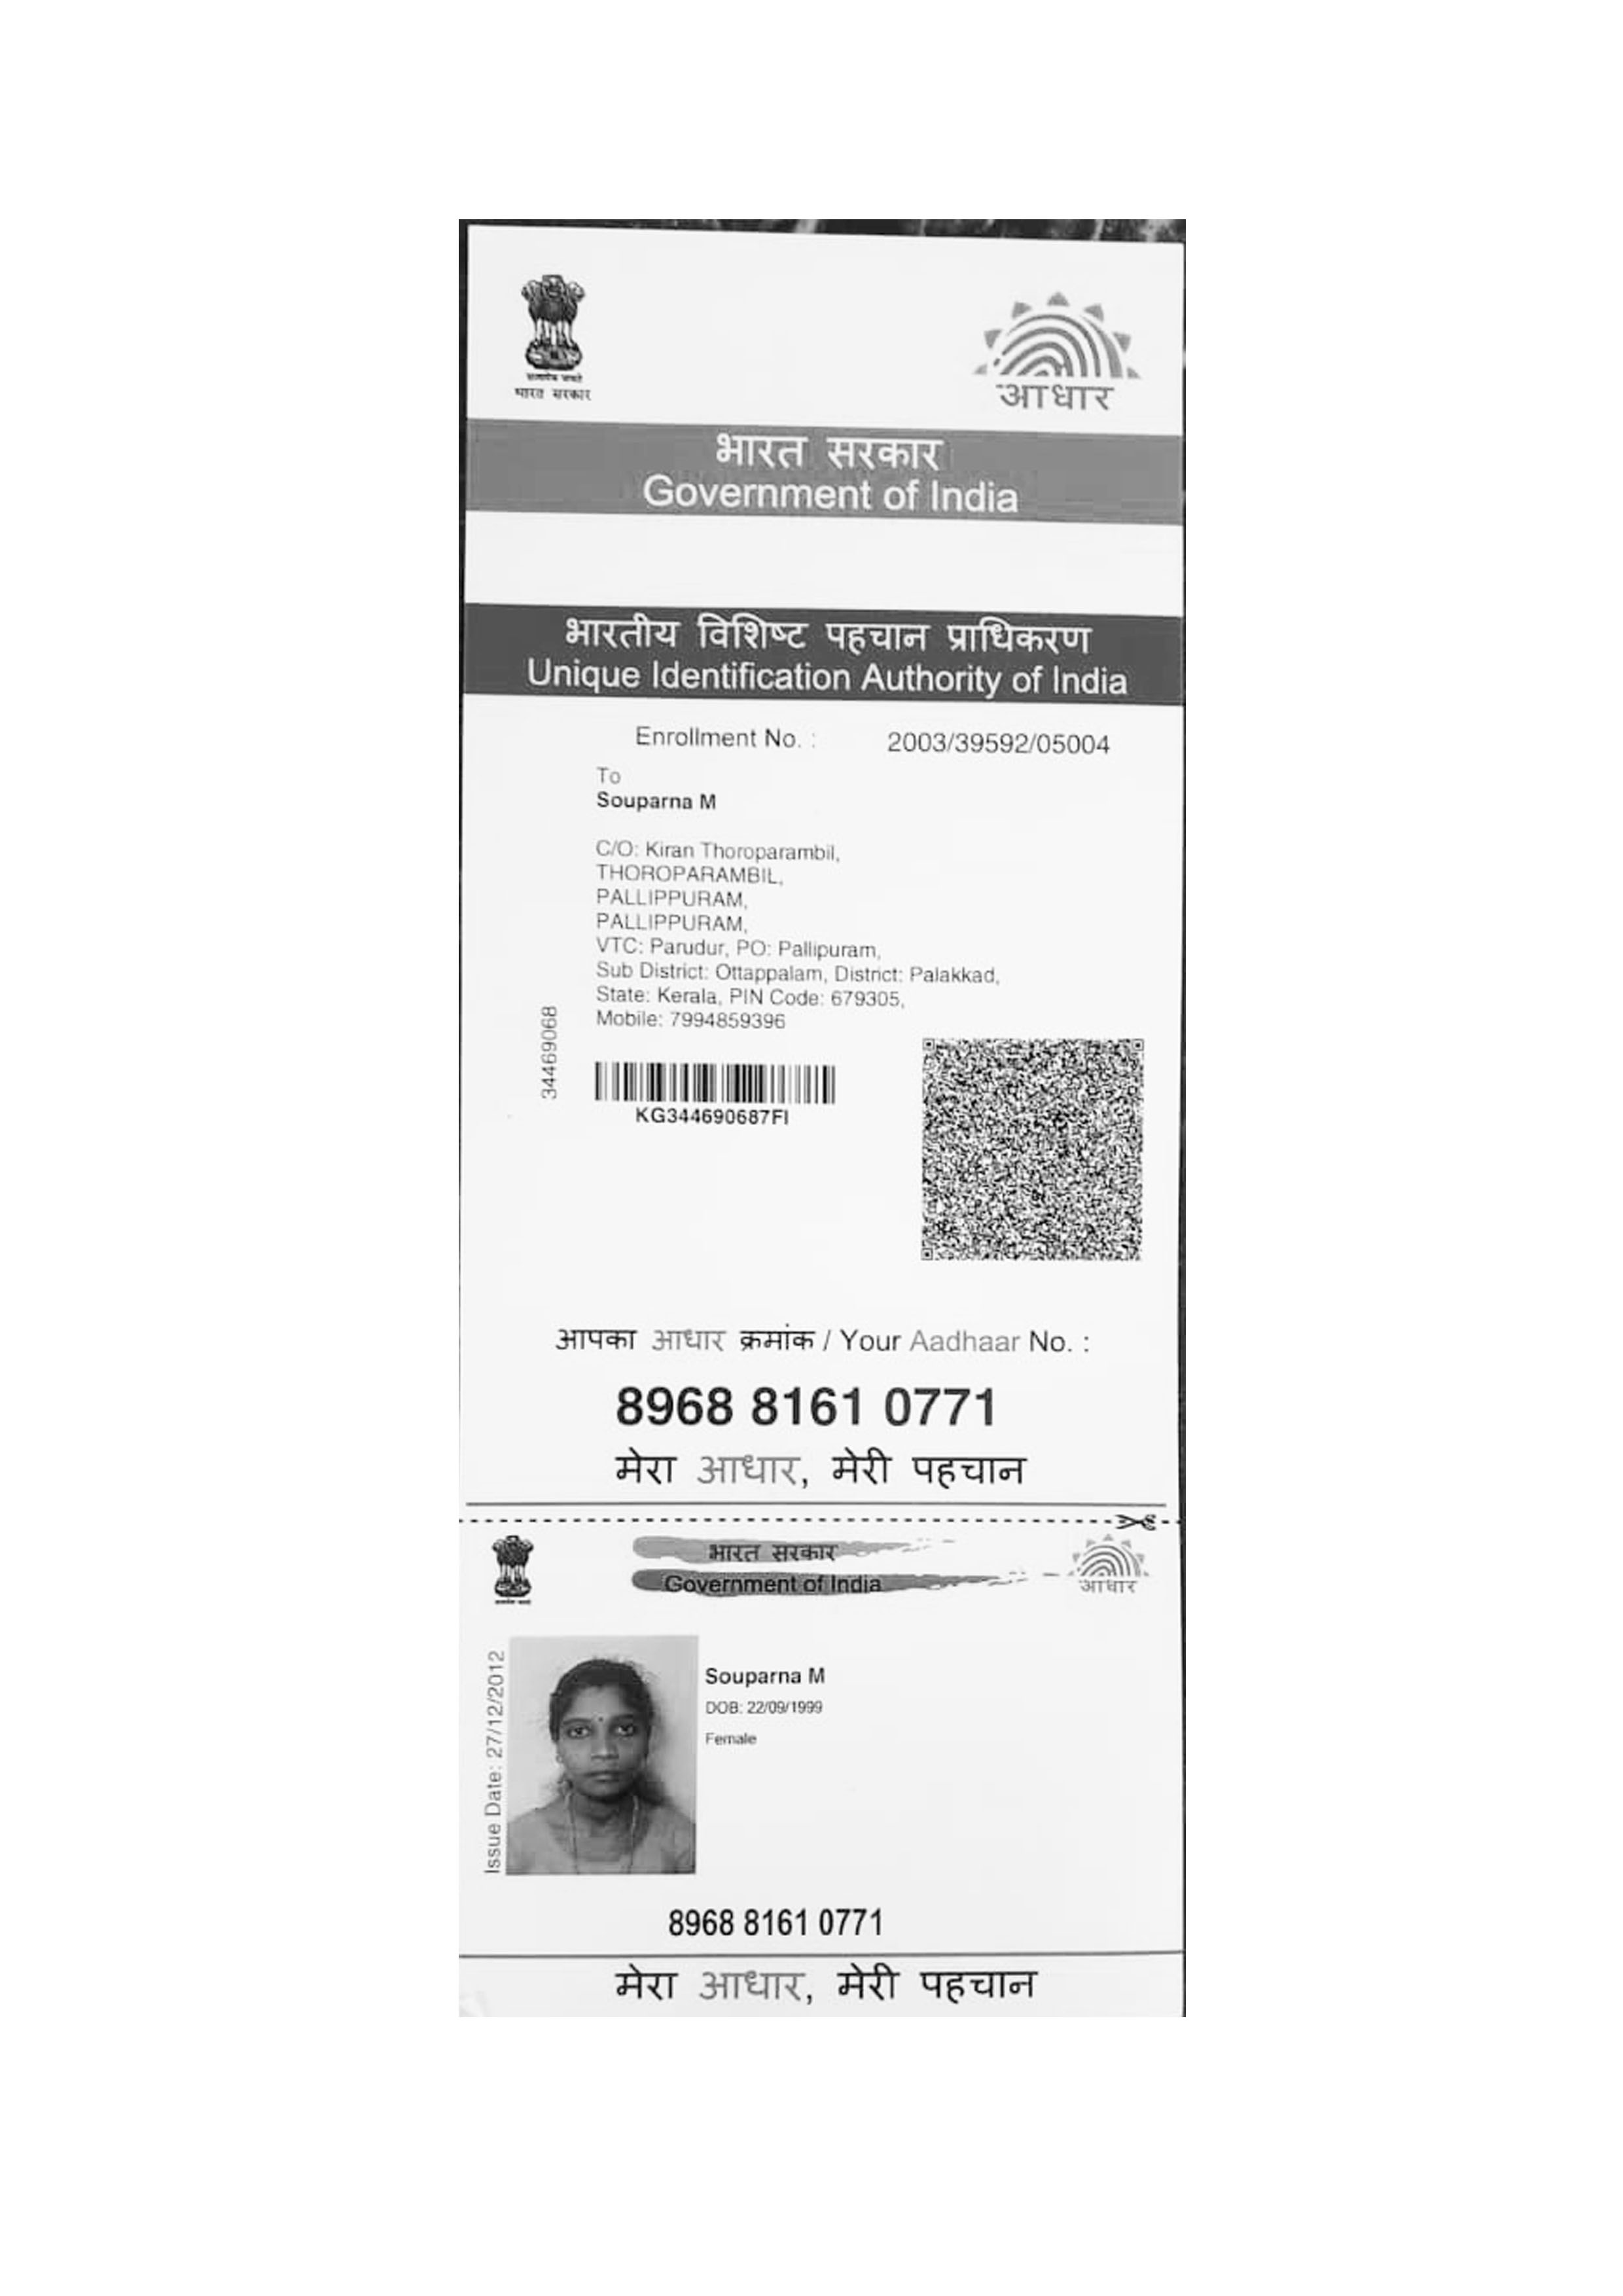 सत्यमेव जयते
भारत सरकार
आधार
भारत सरकार
Government of India
भारतीय विशिष्ट पहचान प्राधिकरण
Unique Identification Authority of India
Enrollment No. : 2003/39592/05004
To
Souparna M
C/O: Kiran Thoroparambil,
THOROPARAMBIL,
PALLIPPURAM,
PALLIPPURAM,
VTC: Parudur, PO: Pallipuram,
Sub District: Ottappalam, District: Palakkad,
State: Kerala, PIN Code: 679305,
Mobile: 7994859396
34469068
KG344690687FI
आपका आधार क्रमांक / Your Aadhaar No. :
8968 8161 0771
मेरा आधार, मेरी पहचान
भारत सरकार
Government of India
आधार
Issue Date: 27/12/2012
Souparna M
DOB: 22/09/1999
Female
8968 8161 0771
मेरा आधार, मेरी पहचान